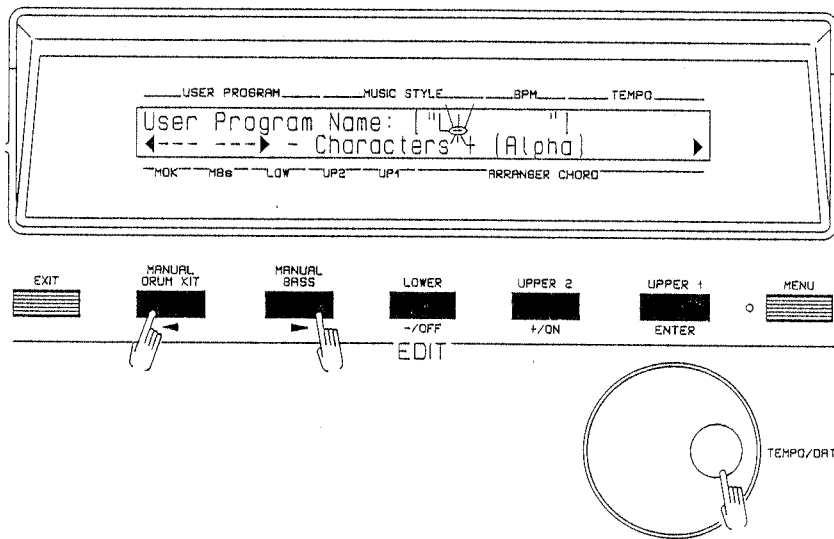 USER PROGRAM MUSIC STYLE BPM TEMPO
User Program Name: ["L "]
◀--- ---▶ - Characters + (Alpha) ▶
MDK MBs LOW UP2 UP1 ARRANGER CHORD
EXIT MANUAL DRUM KIT MANUAL BASS LOWER UPPER 2 UPPER 1 MENU
◀ ▶ -/OFF +/ON ENTER
EDIT
TEMPO/DAT